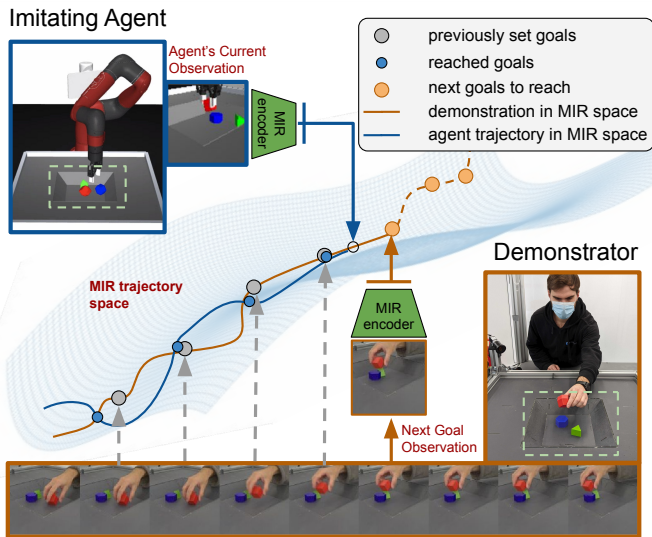 Imitating Agent
Agent's Current
Observation
MIR
encoder
previously set goals
reached goals
next goals to reach
demonstration in MIR space
agent trajectory in MIR space
MIR trajectory
space
Demonstrator
MIR
encoder
Next Goal
Observation